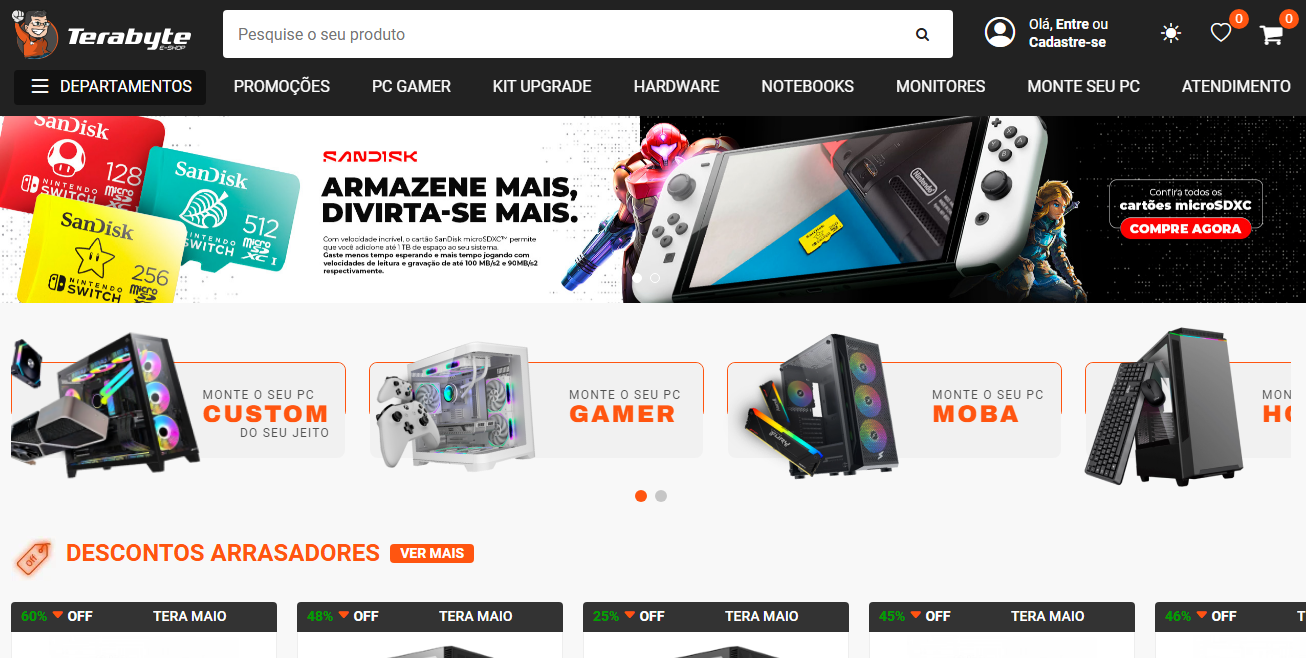 Terabyte
E-SHOP
Pesquise o seu produto
Olá, Entre ou
Cadastre-se
0
0
DEPARTAMENTOS
PROMOÇÕES
PC GAMER
KIT UPGRADE
HARDWARE
NOTEBOOKS
MONITORES
MONTE SEU PC
ATENDIMENTO
SanDisk
128
NINTENDO
SWITCH
micro
SanDisk
512
NINTENDO
SWITCH
micro
SD
XC I
SanDisk
256
NINTENDO
SWITCH
micro
SANDISK
ARMAZENE MAIS,
DIVIRTA-SE MAIS.
Com velocidade incrível, o cartão SanDisk microSDXC™ permite
que você adicione até 1 TB de espaço ao seu sistema.
Gaste menos tempo esperando e mais tempo jogando com
velocidades de leitura e gravação de até 100 MB/s2 e 90MB/s2
respectivamente.
Nintendo
Confira todos os
cartões microSDXC
COMPRE AGORA
MONTE O SEU PC
CUSTOM
DO SEU JEITO
MONTE O SEU PC
GAMER
MONTE O SEU PC
MOBA
MON
HO
DESCONTOS ARRASADORES
VER MAIS
60% OFF TERA MAIO
48% OFF TERA MAIO
25% OFF TERA MAIO
45% OFF TERA MAIO
46% OFF T